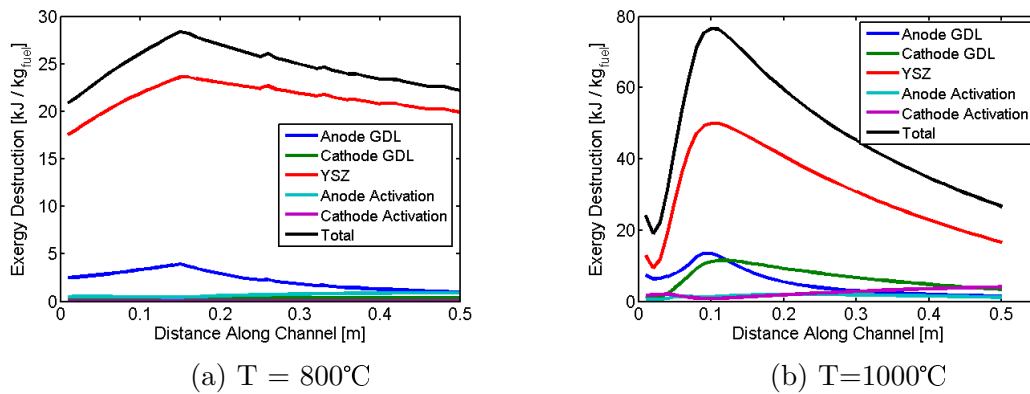 Exergy Destruction [kJ / kg_fuel]
30
25
20
15
10
5
0
Anode GDL
Cathode GDL
YSZ
Anode Activation
Cathode Activation
Total
0 0.1 0.2 0.3 0.4 0.5
Distance Along Channel [m]
(a) T = 800℃
Exergy Destruction [kJ / kg_fuel]
80
60
40
20
0
Anode GDL
Cathode GDL
YSZ
Anode Activation
Cathode Activation
Total
0 0.1 0.2 0.3 0.4 0.5
Distance Along Channel [m]
(b) T=1000℃